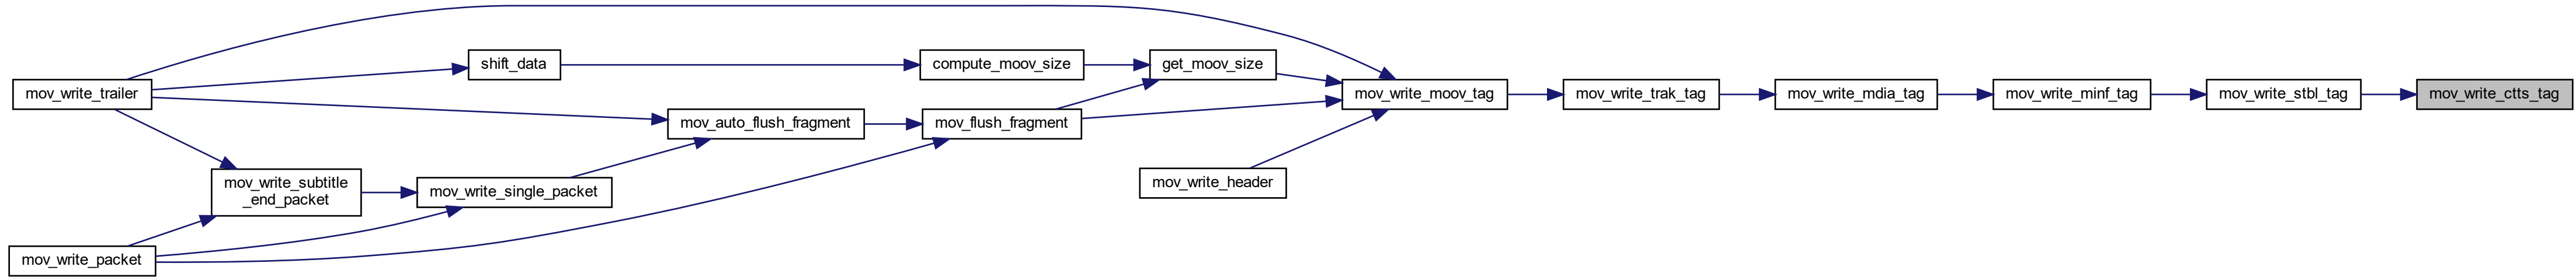 mov_write_trailer
shift_data
compute_moov_size
get_moov_size
mov_write_moov_tag
mov_write_trak_tag
mov_write_mdia_tag
mov_write_minf_tag
mov_write_stbl_tag
mov_write_ctts_tag
mov_auto_flush_fragment
mov_flush_fragment
mov_write_subtitle
_end_packet
mov_write_single_packet
mov_write_header
mov_write_packet